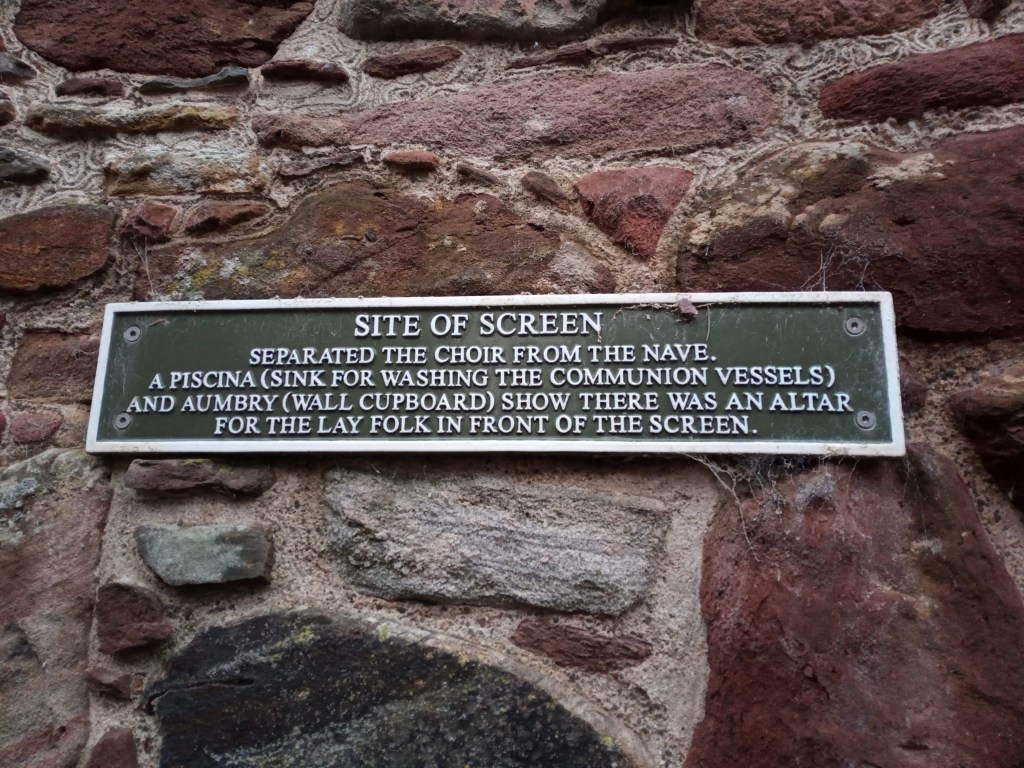 SITE OF SCREEN
SEPARATED THE CHOIR FROM THE NAVE.
A PISCINA (SINK FOR WASHING THE COMMUNION VESSELS)
AND AUMBRY (WALL CUPBOARD) SHOW THERE WAS AN ALTAR
FOR THE LAY FOLK IN FRONT OF THE SCREEN.